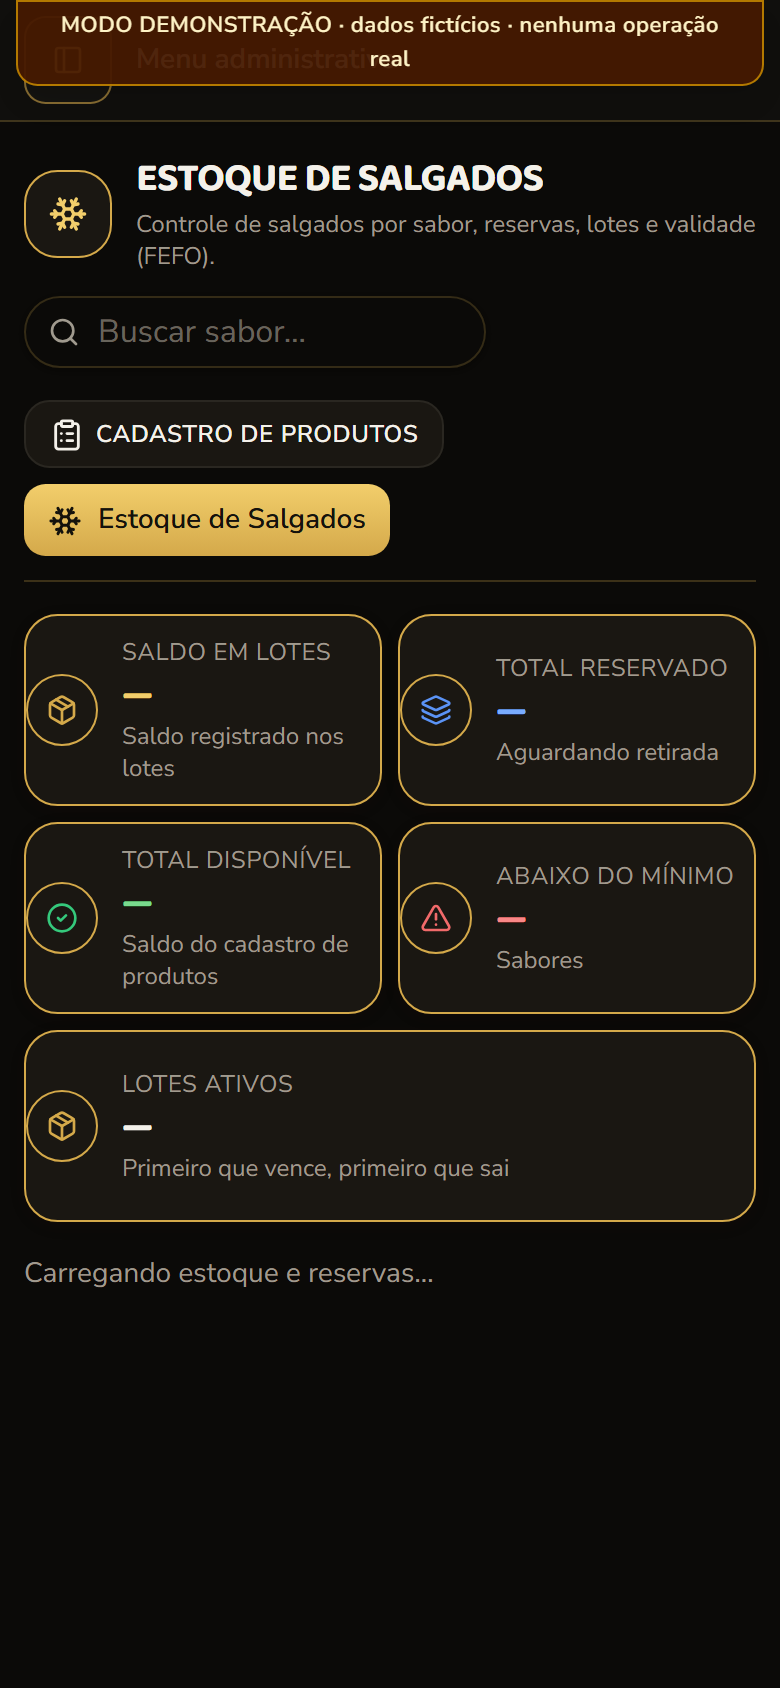 MODO DEMONSTRAÇÃO · dados fictícios · nenhuma operação
real
Menu administrati
ESTOQUE DE SALGADOS
Controle de salgados por sabor, reservas, lotes e validade
(FEFO).
Buscar sabor...
CADASTRO DE PRODUTOS
Estoque de Salgados
SALDO EM LOTES
—
Saldo registrado nos
lotes
TOTAL RESERVADO
—
Aguardando retirada
TOTAL DISPONÍVEL
—
Saldo do cadastro de
produtos
ABAIXO DO MÍNIMO
—
Sabores
LOTES ATIVOS
—
Primeiro que vence, primeiro que sai
Carregando estoque e reservas...